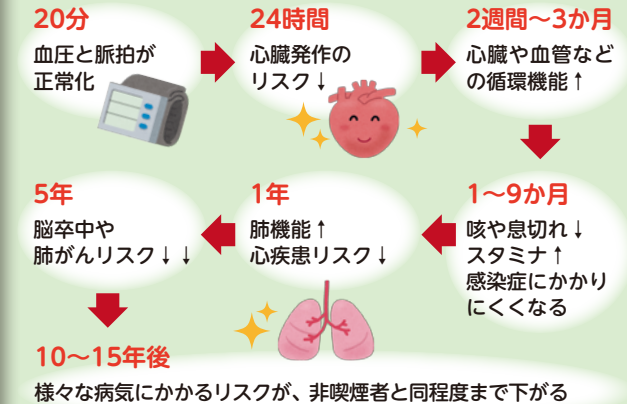 20分
血圧と脈拍が
正常化
24時間
心臓発作の
リスク↓
2週間〜3か月
心臓や血管など
の循環機能↑
1〜9か月
咳や息切れ↓
スタミナ↑
感染症にかかり
にくくなる
1年
肺機能↑
心疾患リスク↓
5年
脳卒中や
肺がんリスク↓↓
10〜15年後
様々な病気にかかるリスクが、非喫煙者と同程度まで下がる